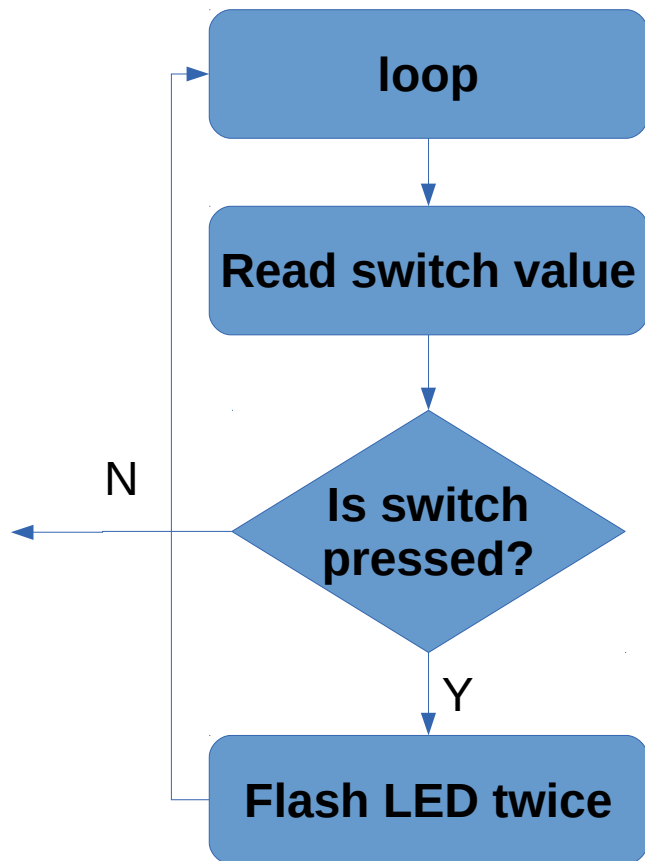 loop
Read switch value
N
Is switch
pressed?
Y
Flash LED twice